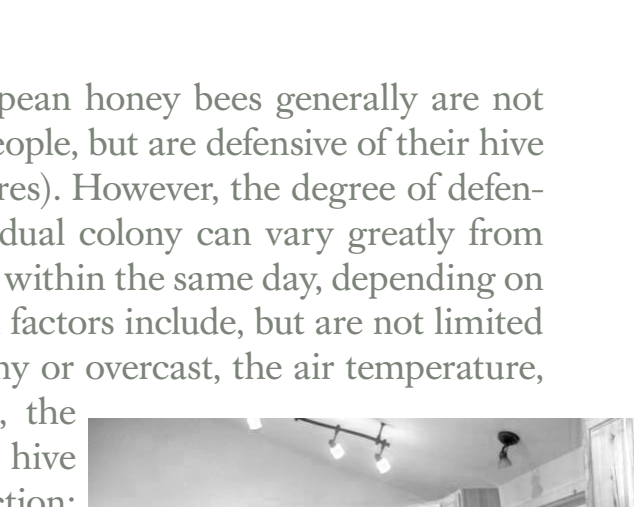 pean honey bees generally are not
eople, but are defensive of their hive
res). However, the degree of defen-
dual colony can vary greatly from
within the same day, depending on
factors include, but are not limited
ny or overcast, the air temperature,
, the
hive
ction;